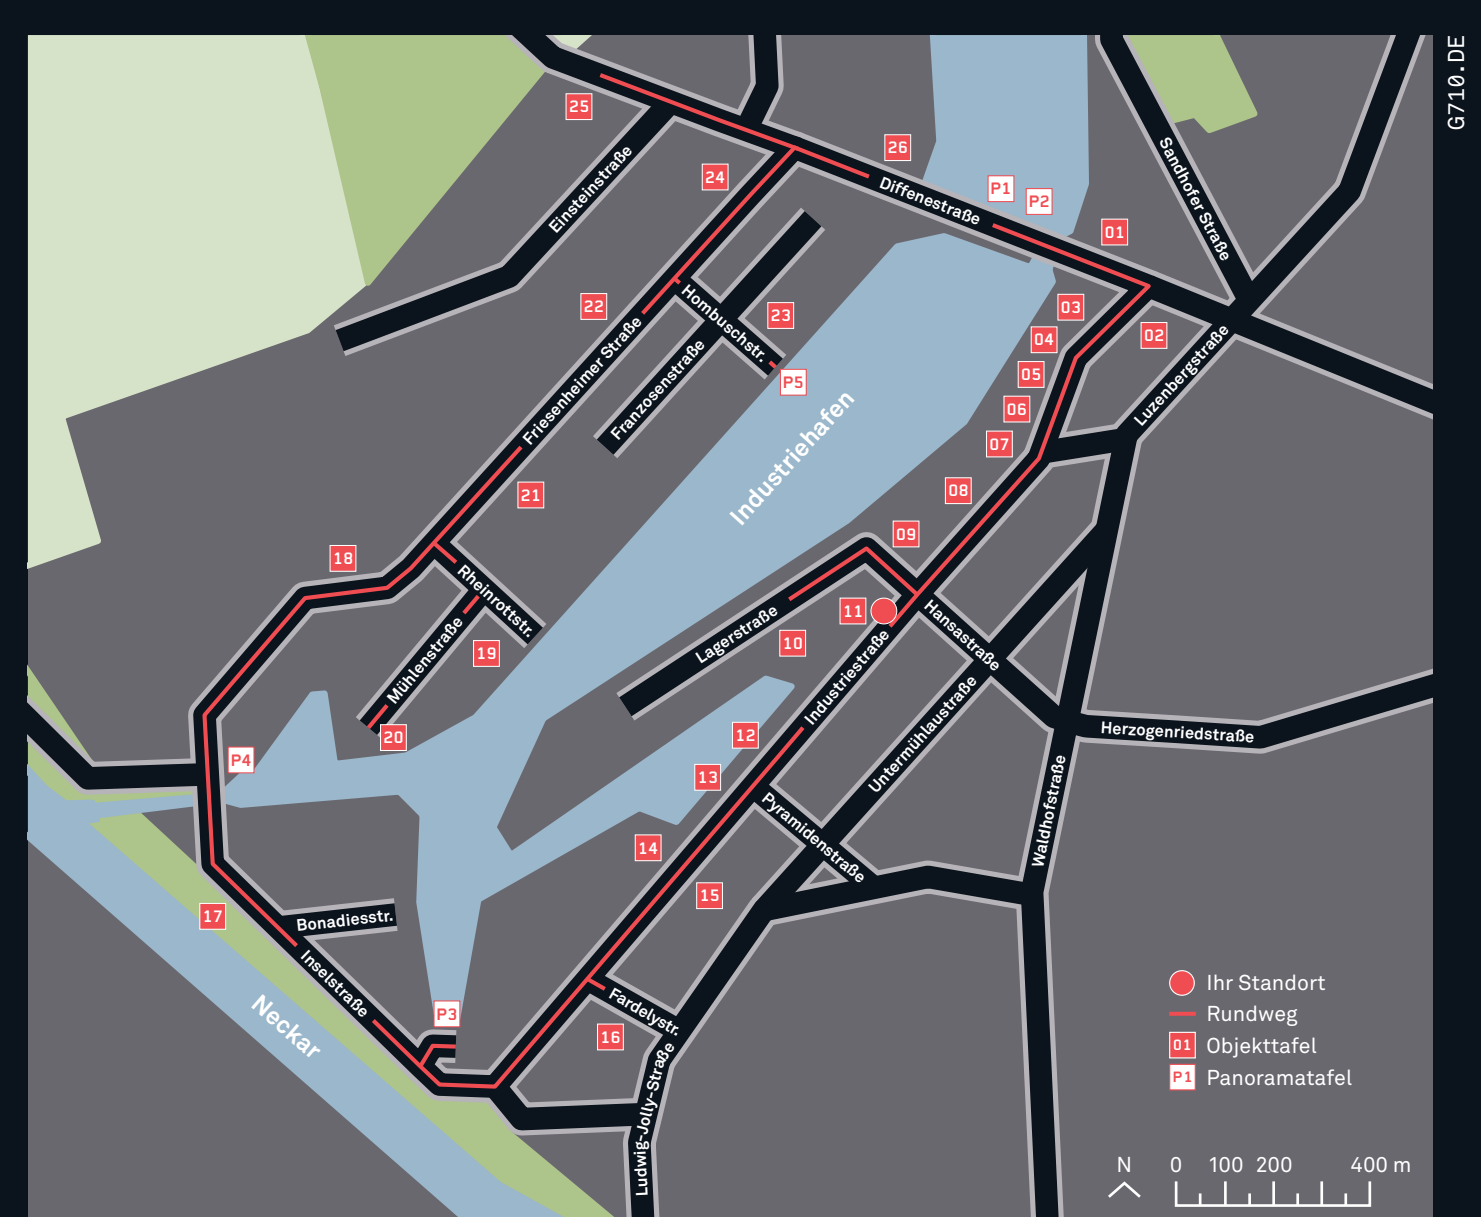 G710.DE
25
26
24
Einsteinstraße
Sandhofer Straße
Diffenestraße
P1
P2
01
22
Hombuschstr.
23
03
02
04
P5
05
06
07
Luzenbergstraße
Friesenheimer Straße
Franzosenstraße
Industriehafen
21
08
09
18
Rheinrottstr.
11
Hansastraße
Lagerstraße
10
19
Mühlenstraße
20
Industriestraße
Untermühlaustraße
12
Herzogenriedstraße
P4
13
Pyramidenstraße
Waldhofstraße
14
15
17
Bonadiesstr.
Inselstraße
Neckar
P3
Fardelystr.
16
Ludwig-Jolly-Straße
Ihr Standort
Rundweg
01 Objekttafel
P1 Panoramatafel
N
0 100 200 400 m